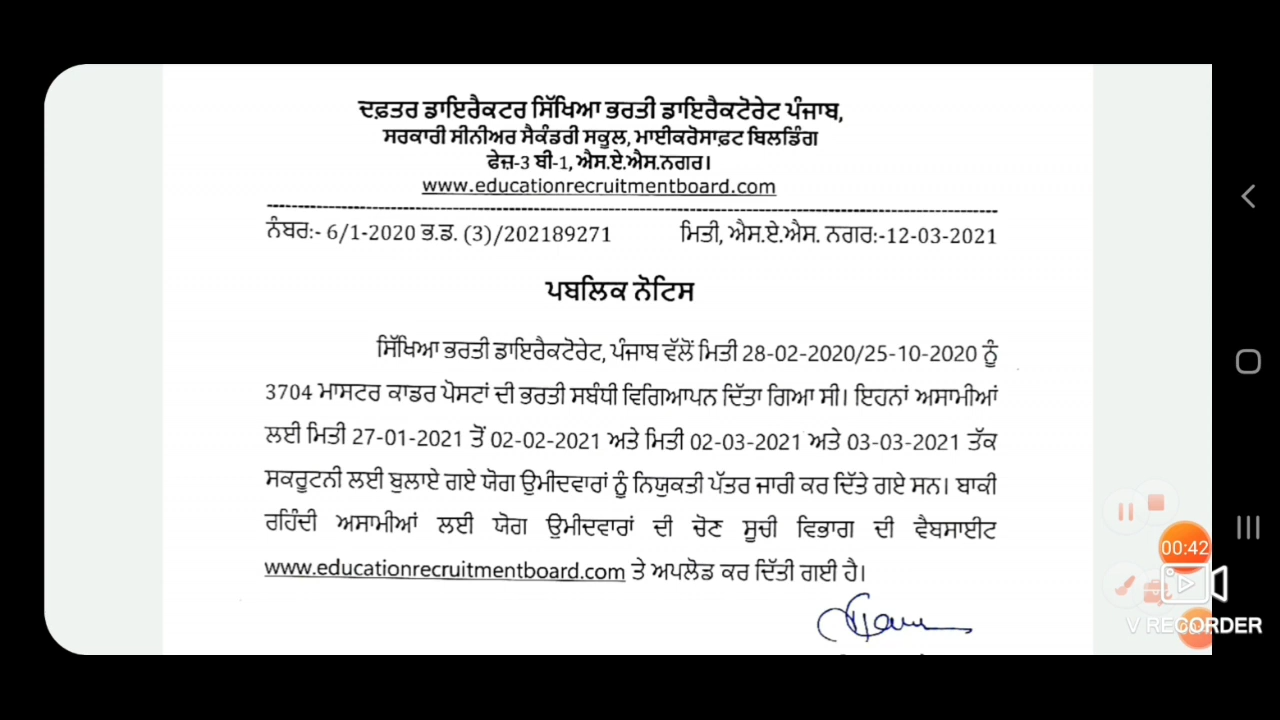 ਦਫ਼ਤਰ ਡਾਇਰੈਕਟਰ ਸਿੱਖਿਆ ਭਰਤੀ ਡਾਇਰੈਕਟੋਰੇਟ ਪੰਜਾਬ,
ਸਰਕਾਰੀ ਸੀਨੀਅਰ ਸੈਕੰਡਰੀ ਸਕੂਲ, ਮਾਈਕਰੋਸਾਫ਼ਟ ਬਿਲਡਿੰਗ
ਫੇਜ਼-3 ਬੀ-1, ਐਸ.ਏ.ਐਸ.ਨਗਰ।
www.educationrecruitmentboard.com
ਨੰਬਰ:- 6/1-2020 ਭ.ਡ. (3)/202189271 ਮਿਤੀ, ਐਸ.ਏ.ਐਸ. ਨਗਰ:-12-03-2021
ਪਬਲਿਕ ਨੋਟਿਸ
ਸਿੱਖਿਆ ਭਰਤੀ ਡਾਇਰੈਕਟੋਰੇਟ, ਪੰਜਾਬ ਵੱਲੋਂ ਮਿਤੀ 28-02-2020/25-10-2020 ਨੂੰ
3704 ਮਾਸਟਰ ਕਾਡਰ ਪੋਸਟਾਂ ਦੀ ਭਰਤੀ ਸਬੰਧੀ ਵਿਗਿਆਪਨ ਦਿੱਤਾ ਗਿਆ ਸੀ। ਇਹਨਾਂ ਅਸਾਮੀਆਂ
ਲਈ ਮਿਤੀ 27-01-2021 ਤੋਂ 02-02-2021 ਅਤੇ ਮਿਤੀ 02-03-2021 ਅਤੇ 03-03-2021 ਤੱਕ
ਸਕਰੂਟਨੀ ਲਈ ਬੁਲਾਏ ਗਏ ਯੋਗ ਉਮੀਦਵਾਰਾਂ ਨੂੰ ਨਿਯੁਕਤੀ ਪੱਤਰ ਜਾਰੀ ਕਰ ਦਿੱਤੇ ਗਏ ਸਨ। ਬਾਕੀ
ਰਹਿੰਦੀ ਅਸਾਮੀਆਂ ਲਈ ਯੋਗ ਉਮੀਦਵਾਰਾਂ ਦੀ ਚੋਣ ਸੂਚੀ ਵਿਭਾਗ ਦੀ ਵੈਬਸਾਈਟ
www.educationrecruitmentboard.com ਤੇ ਅਪਲੋਡ ਕਰ ਦਿੱਤੀ ਗਈ ਹੈ।
00:42
V RECORDER